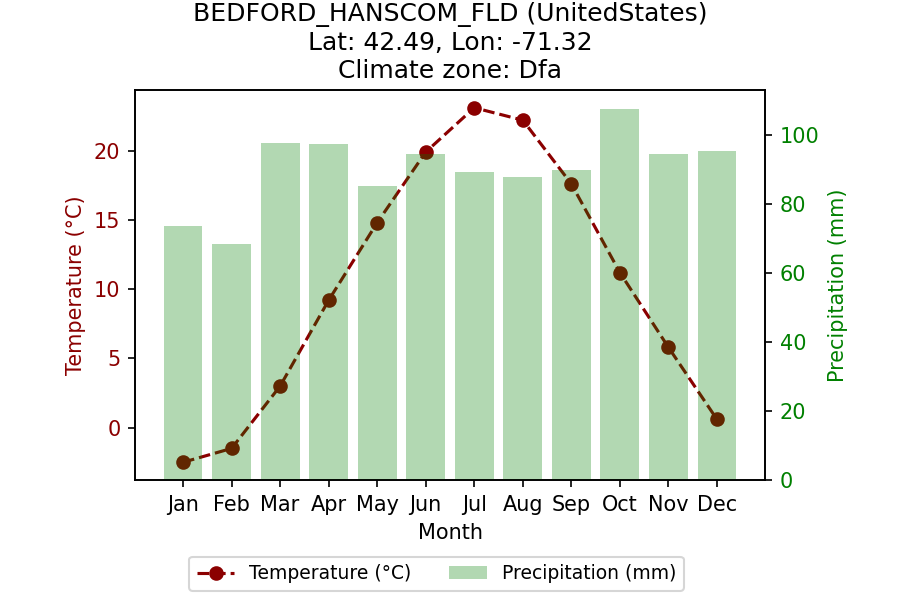 BEDFORD_HANSCOM_FLD (UnitedStates)
Lat: 42.49, Lon: -71.32
Climate zone: Dfa
Temperature (°C)
20
15
10
5
0
100
80
60
40
20
0
Precipitation (mm)
Jan Feb Mar Apr May Jun Jul Aug Sep Oct Nov Dec
Month
Temperature (°C) Precipitation (mm)